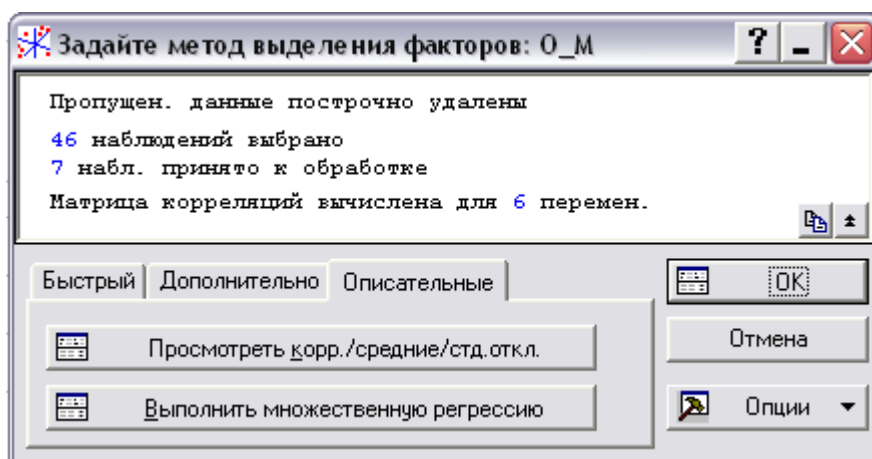 Задайте метод выделения факторов: O_M
Пропущен. данные построчно удалены
46 наблюдений выбрано
7 набл. принято к обработке
Матрица корреляций вычислена для 6 перемен.
Быстрый Дополнительно Описательные
Просмотреть корр./средние/стд.откл.
Выполнить множественную регрессию
OK
Отмена
Опции